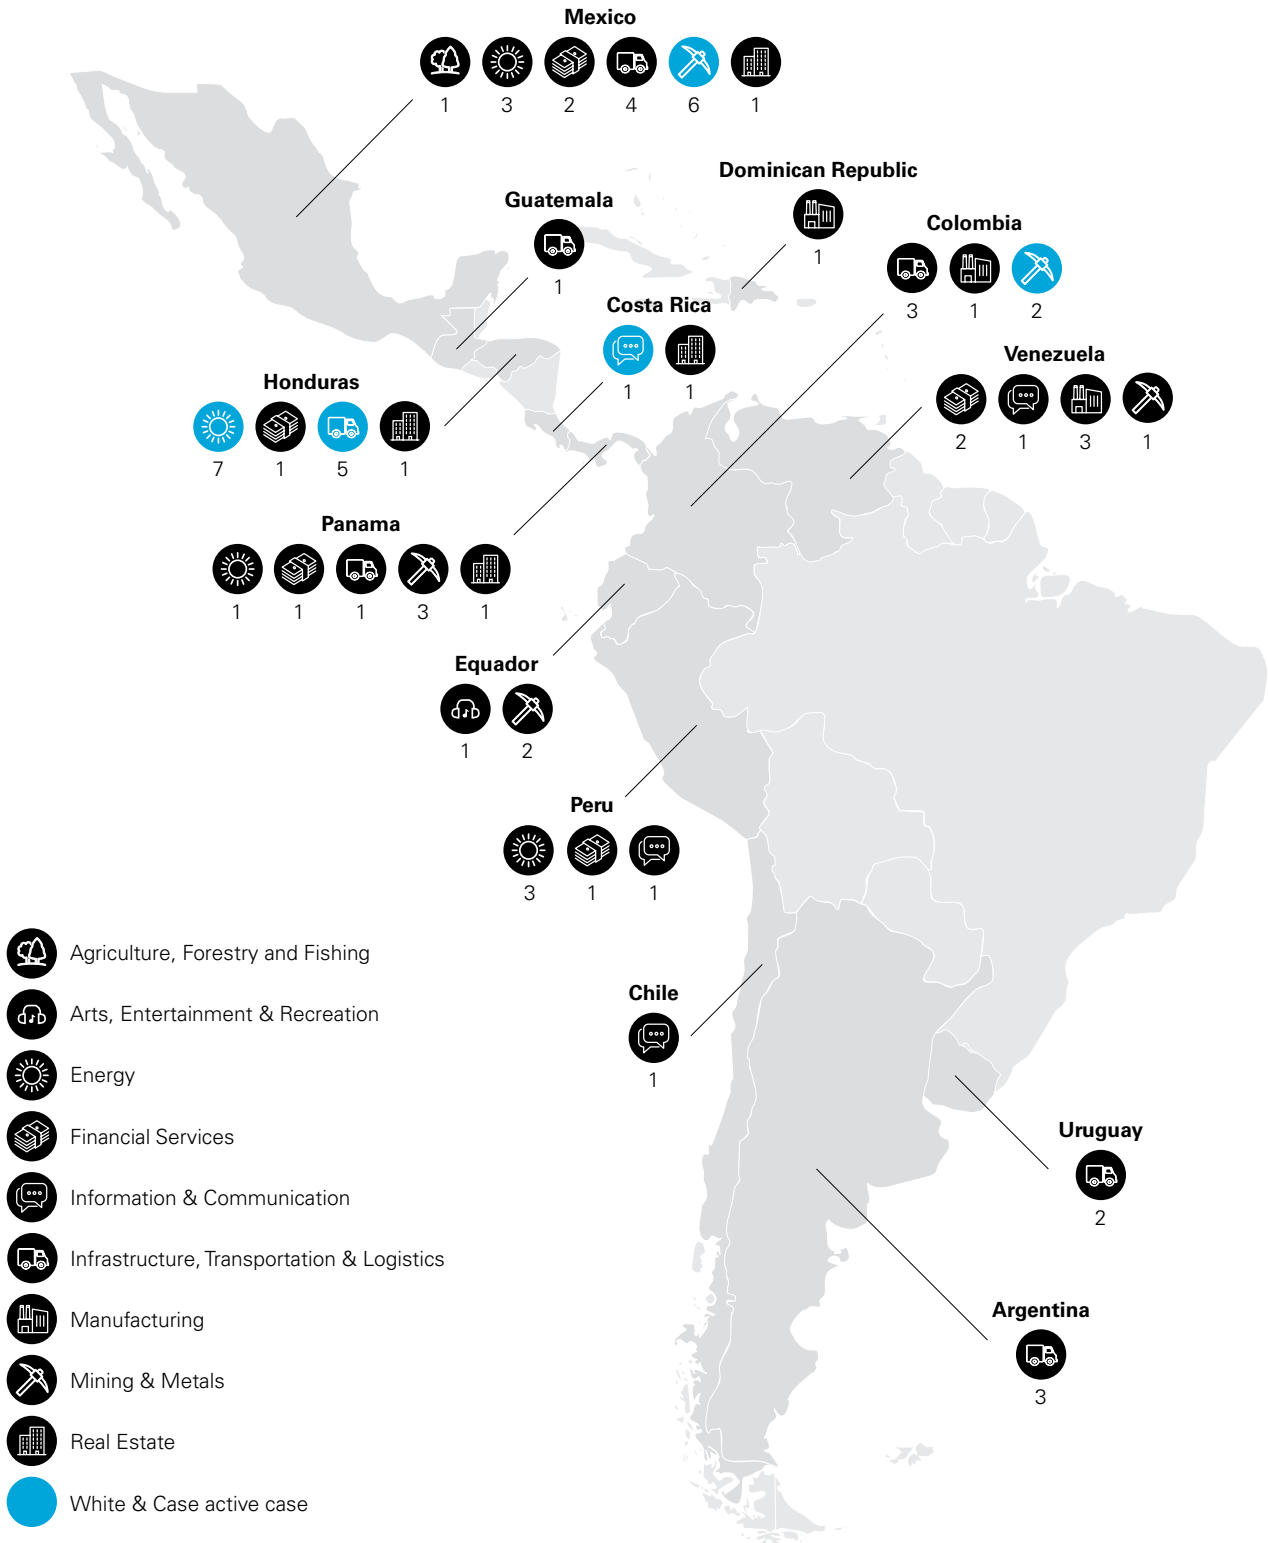 Mexico
1 3 2 4 6 1
Dominican Republic
1
Guatemala
1
Colombia
3 1 2
Costa Rica
1 1
Venezuela
2 1 3 1
Honduras
7 1 5 1
Panama
1 1 1 3 1
Equador
1 2
Peru
3 1 1
Chile
1
Uruguay
2
Argentina
3
Agriculture, Forestry and Fishing
Arts, Entertainment & Recreation
Energy
Financial Services
Information & Communication
Infrastructure, Transportation & Logistics
Manufacturing
Mining & Metals
Real Estate
White & Case active case